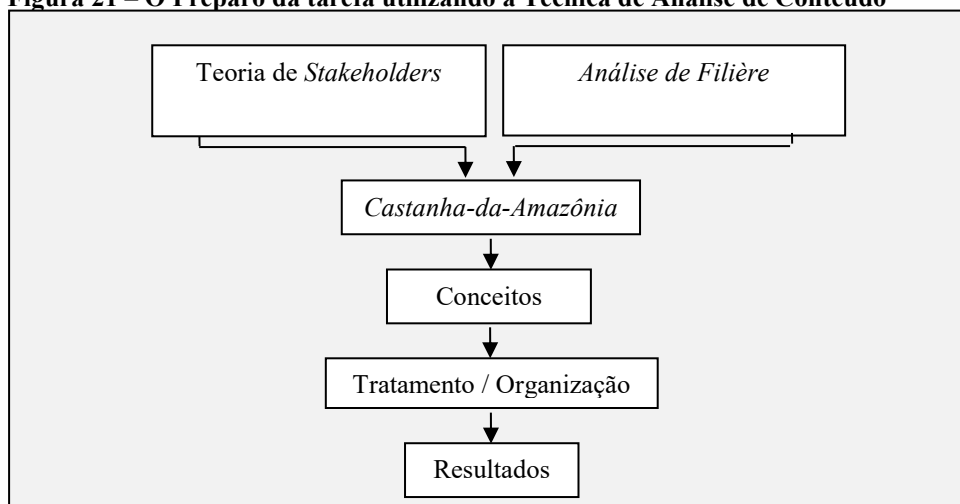 Figura 21 – O Preparo da tarefa utilizando a Técnica de Análise de Conteúdo
Teoria de Stakeholders
Análise de Filière
Castanha-da-Amazônia
Conceitos
Tratamento / Organização
Resultados